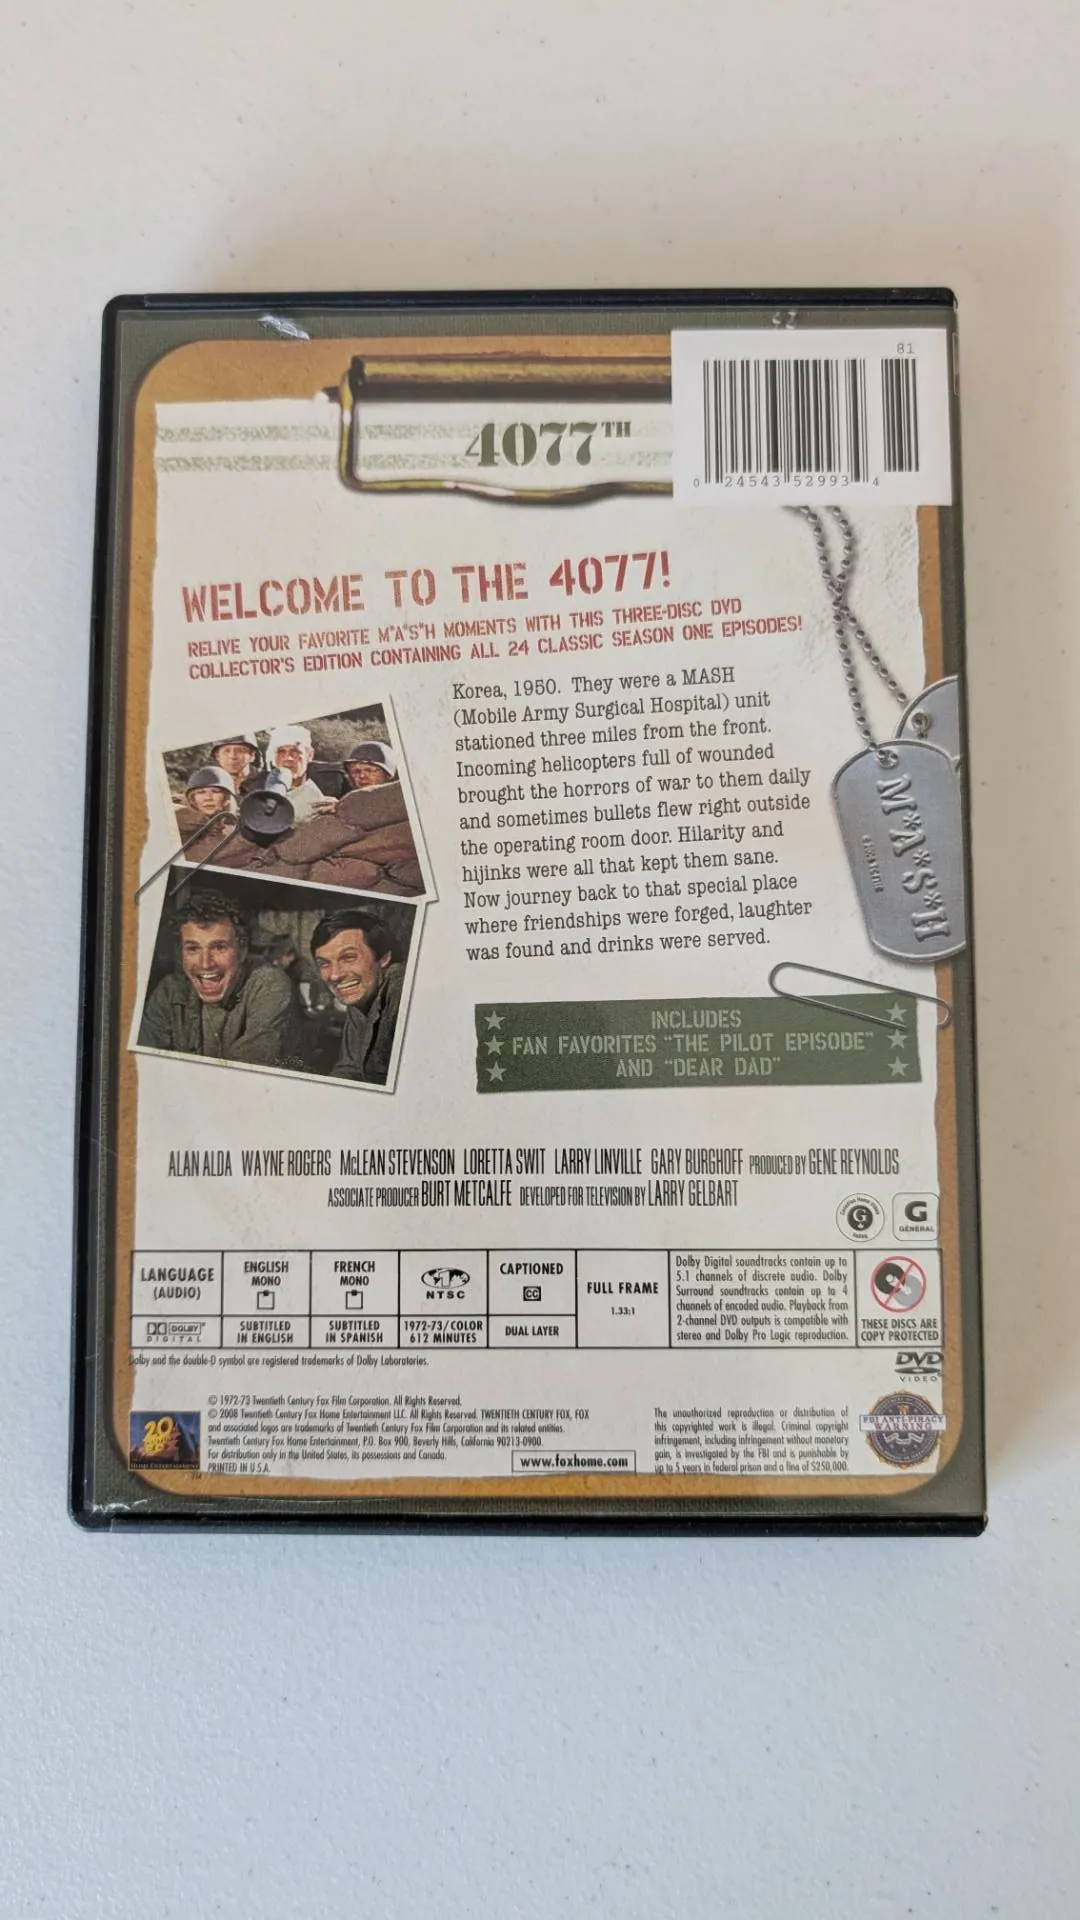 81
0 24543 52993 4
4077TH
WELCOME TO THE 4077!
RELIVE YOUR FAVORITE M*A*S*H MOMENTS WITH THIS THREE-DISC DVD
COLLECTOR'S EDITION CONTAINING ALL 24 CLASSIC SEASON ONE EPISODES!
Korea, 1950. They were a MASH
(Mobile Army Surgical Hospital) unit
stationed three miles from the front.
Incoming helicopters full of wounded
brought the horrors of war to them daily
and sometimes bullets flew right outside
the operating room door. Hilarity and
hijinks were all that kept them sane.
Now journey back to that special place
where friendships were forged, laughter
was found and drinks were served.
M*A*S*H
INCLUDES
FAN FAVORITES "THE PILOT EPISODE"
AND "DEAR DAD"
ALAN ALDA WAYNE ROGERS McLEAN STEVENSON LORETTA SWIT LARRY LINVILLE GARY BURGHOFF PRODUCED BY GENE REYNOLDS
ASSOCIATE PRODUCER BURT METCALFE DEVELOPED FOR TELEVISION BY LARRY GELBART
G
G
GENERAL
LANGUAGE
(AUDIO)
ENGLISH
MONO
FRENCH
MONO
NTSC
CAPTIONED
CC
FULL FRAME
1.33:1
Dolby Digital soundtracks contain up to
5.1 channels of discrete audio. Dolby
Surround soundtracks contain up to 4
channels of encoded audio. Playback from
2-channel DVD outputs is compatible with
stereo and Dolby Pro Logic reproduction.
THESE DISCS ARE
COPY PROTECTED
DOLBY
DIGITAL
SUBTITLED
IN ENGLISH
SUBTITLED
IN SPANISH
1972-73/COLOR
612 MINUTES
DUAL LAYER
Dolby and the double-D symbol are registered trademarks of Dolby Laboratories.
DVD
VIDEO
© 1972-73 Twentieth Century Fox Film Corporation. All Rights Reserved.
© 2008 Twentieth Century Fox Home Entertainment LLC. All Rights Reserved. TWENTIETH CENTURY FOX, FOX
and associated logos are trademarks of Twentieth Century Fox Film Corporation and its related entities.
Twentieth Century Fox Home Entertainment, P.O. Box 900, Beverly Hills, California 90213-0900.
For distribution only in the United States, its possessions and Canada.
PRINTED IN U.S.A.
www.foxhome.com
20
FOX
HOME ENTERTAINMENT
The unauthorized reproduction or distribution of
this copyrighted work is illegal. Criminal copyright
infringement, including infringement without monetary
gain, is investigated by the FBI and is punishable by
up to 5 years in federal prison and a fine of $250,000.
FBI ANTI-PIRACY
WARNING